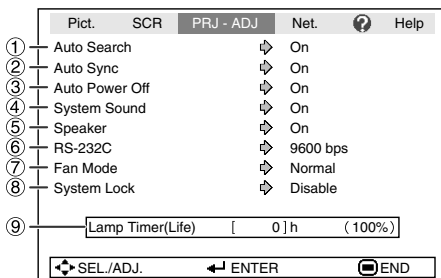 Pict. SCR PRJ - ADJ Net. ? Help
① Auto Search On
② Auto Sync On
③ Auto Power Off On
④ System Sound On
⑤ Speaker On
⑥ RS-232C 9600 bps
⑦ Fan Mode Normal
⑧ System Lock Disable
⑨ Lamp Timer(Life) [ 0 ] h (100%)
SEL./ADJ. ENTER END